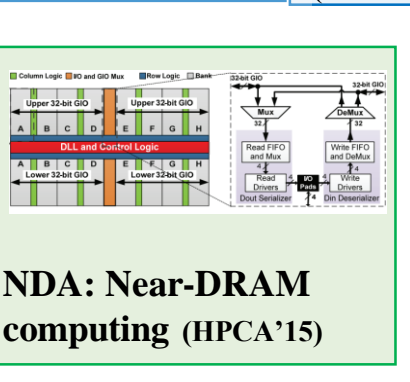 Column Logic I/O and GIO Mux Row Logic Bank
Upper 32-bit GIO Upper 32-bit GIO
A B C D E F G H
DLL and Control Logic
A B C D E F G H
Lower 32-bit GIO Lower 32-bit GIO
32-bit GIO
32-bit GIO
Mux DeMux
32 32
Read FIFO and Mux
Write FIFO and DeMux
4 4
Read Drivers
I/O Pads
Write Drivers
4 4
Dout Serializer 4 Din Deserializer
NDA: Near-DRAM
computing (HPCA'15)